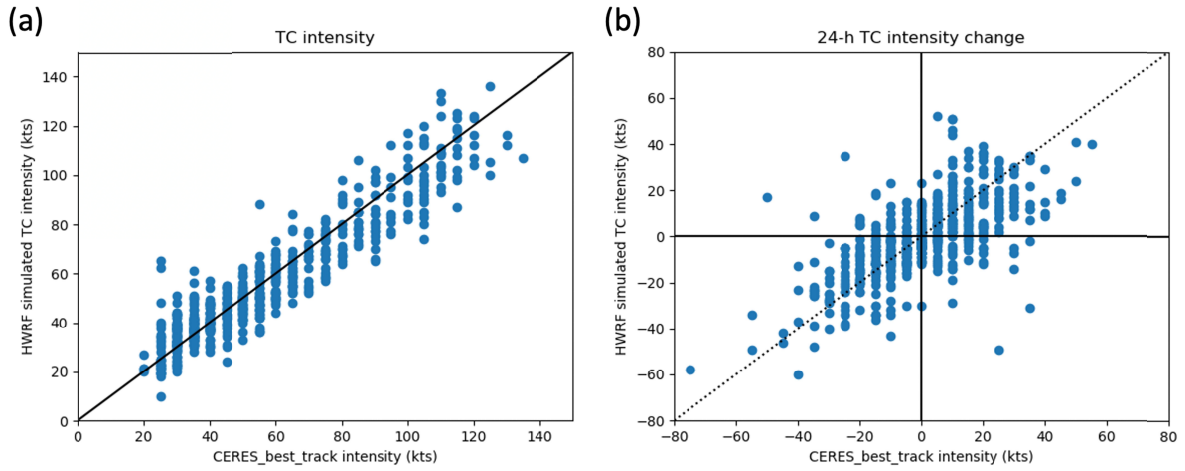 (a)
TC intensity
HWRF simulated TC intensity (kts)
140
120
100
80
60
40
20
0
0 20 40 60 80 100 120 140
CERES_best_track intensity (kts)
(b)
24-h TC intensity change
HWRF simulated TC intensity (kts)
80
60
40
20
0
−20
−40
−60
−80
−80 −60 −40 −20 0 20 40 60 80
CERES_best_track intensity (kts)